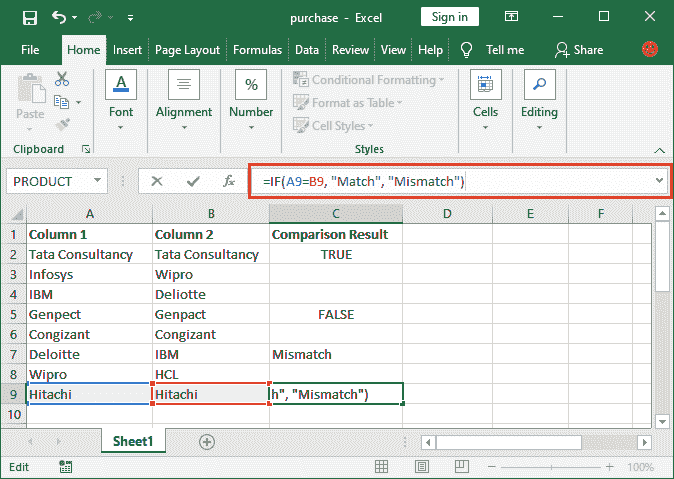 purchase - Excel
Sign in
File Home Insert Page Layout Formulas Data Review View Help Tell me Share
Paste
Font
Alignment
%
Number
Conditional Formatting
Format as Table
Cell Styles
Cells
Editing
Clipboard
Styles
PRODUCT
fx
=IF(A9=B9, "Match", "Mismatch")
A B C D E F
1 Column 1 Column 2 Comparison Result
2 Tata Consultancy Tata Consultancy TRUE
3 Infosys Wipro
4 IBM Deliotte
5 Genpect Genpact FALSE
6 Congizant Congizant
7 Deloitte IBM Mismatch
8 Wipro HCL
9 Hitachi Hitachi h", "Mismatch")
10
Sheet1
Edit
100%